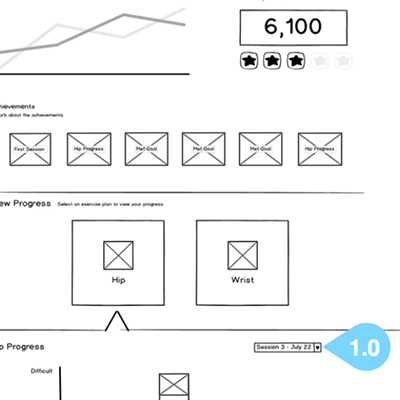 6,100
hievements
urb about the achievements
First Session
Hip Progress
Met Goal
Met Goal
Met Goal
Hip Progress
ew Progress Select an exercise plan to view your progress
Hip
Wrist
p Progress
Session 3 - July 22
1.0
Difficult